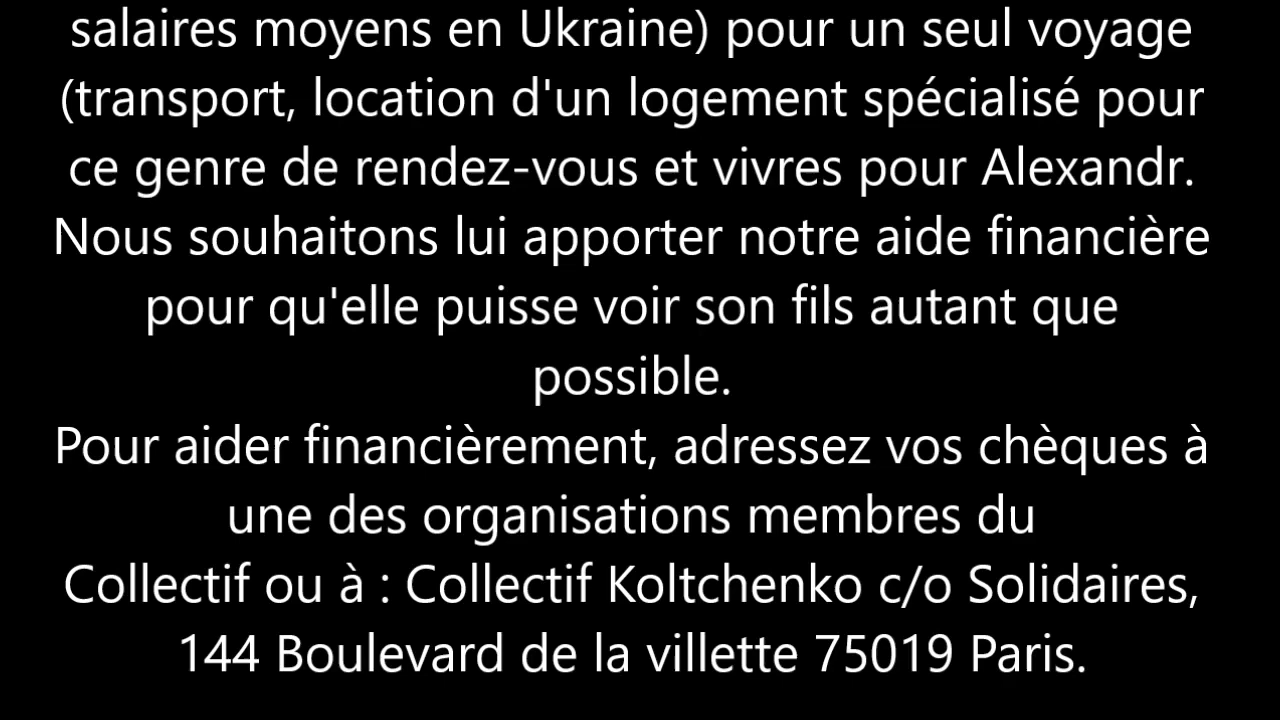 salaires moyens en Ukraine) pour un seul voyage
(transport, location d'un logement spécialisé pour
ce genre de rendez-vous et vivres pour Alexandr.
Nous souhaitons lui apporter notre aide financière
pour qu'elle puisse voir son fils autant que
possible.
Pour aider financièrement, adressez vos chèques à
une des organisations membres du
Collectif ou à : Collectif Koltchenko c/o Solidaires,
144 Boulevard de la villette 75019 Paris.